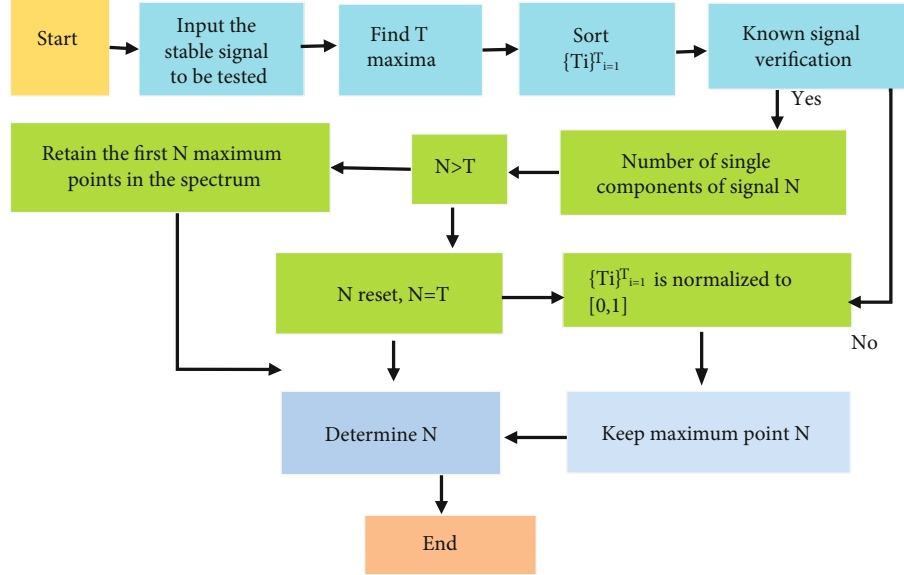 Start
Input the
stable signal
to be tested
Find T
maxima
Sort
{Ti}ᵀᵢ₌₁
Known signal
verification
Yes
Retain the first N maximum
points in the spectrum
N>T
Number of single
components of signal N
N reset, N=T
{Ti}ᵀᵢ₌₁ is normalized to
[0,1]
No
Determine N
Keep maximum point N
End